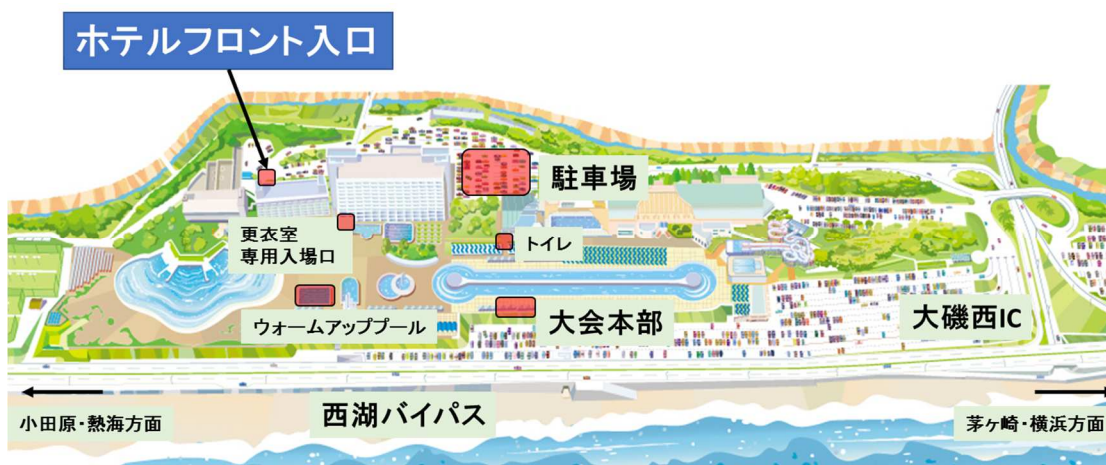 ホテルフロント入口
駐車場
更衣室
専用入場口
トイレ
ウォームアッププール
大会本部
大磯西IC
小田原・熱海方面
西湖バイパス
茅ヶ崎・横浜方面